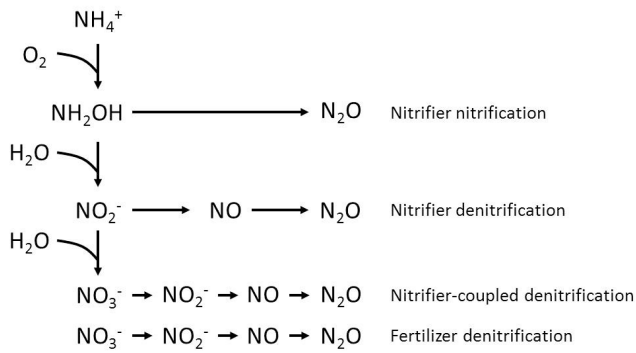 NH₄⁺
O₂
NH₂OH → N₂O Nitrifier nitrification
H₂O
NO₂⁻ → NO → N₂O Nitrifier denitrification
H₂O
NO₃⁻ → NO₂⁻ → NO → N₂O Nitrifier-coupled denitrification
NO₃⁻ → NO₂⁻ → NO → N₂O Fertilizer denitrification